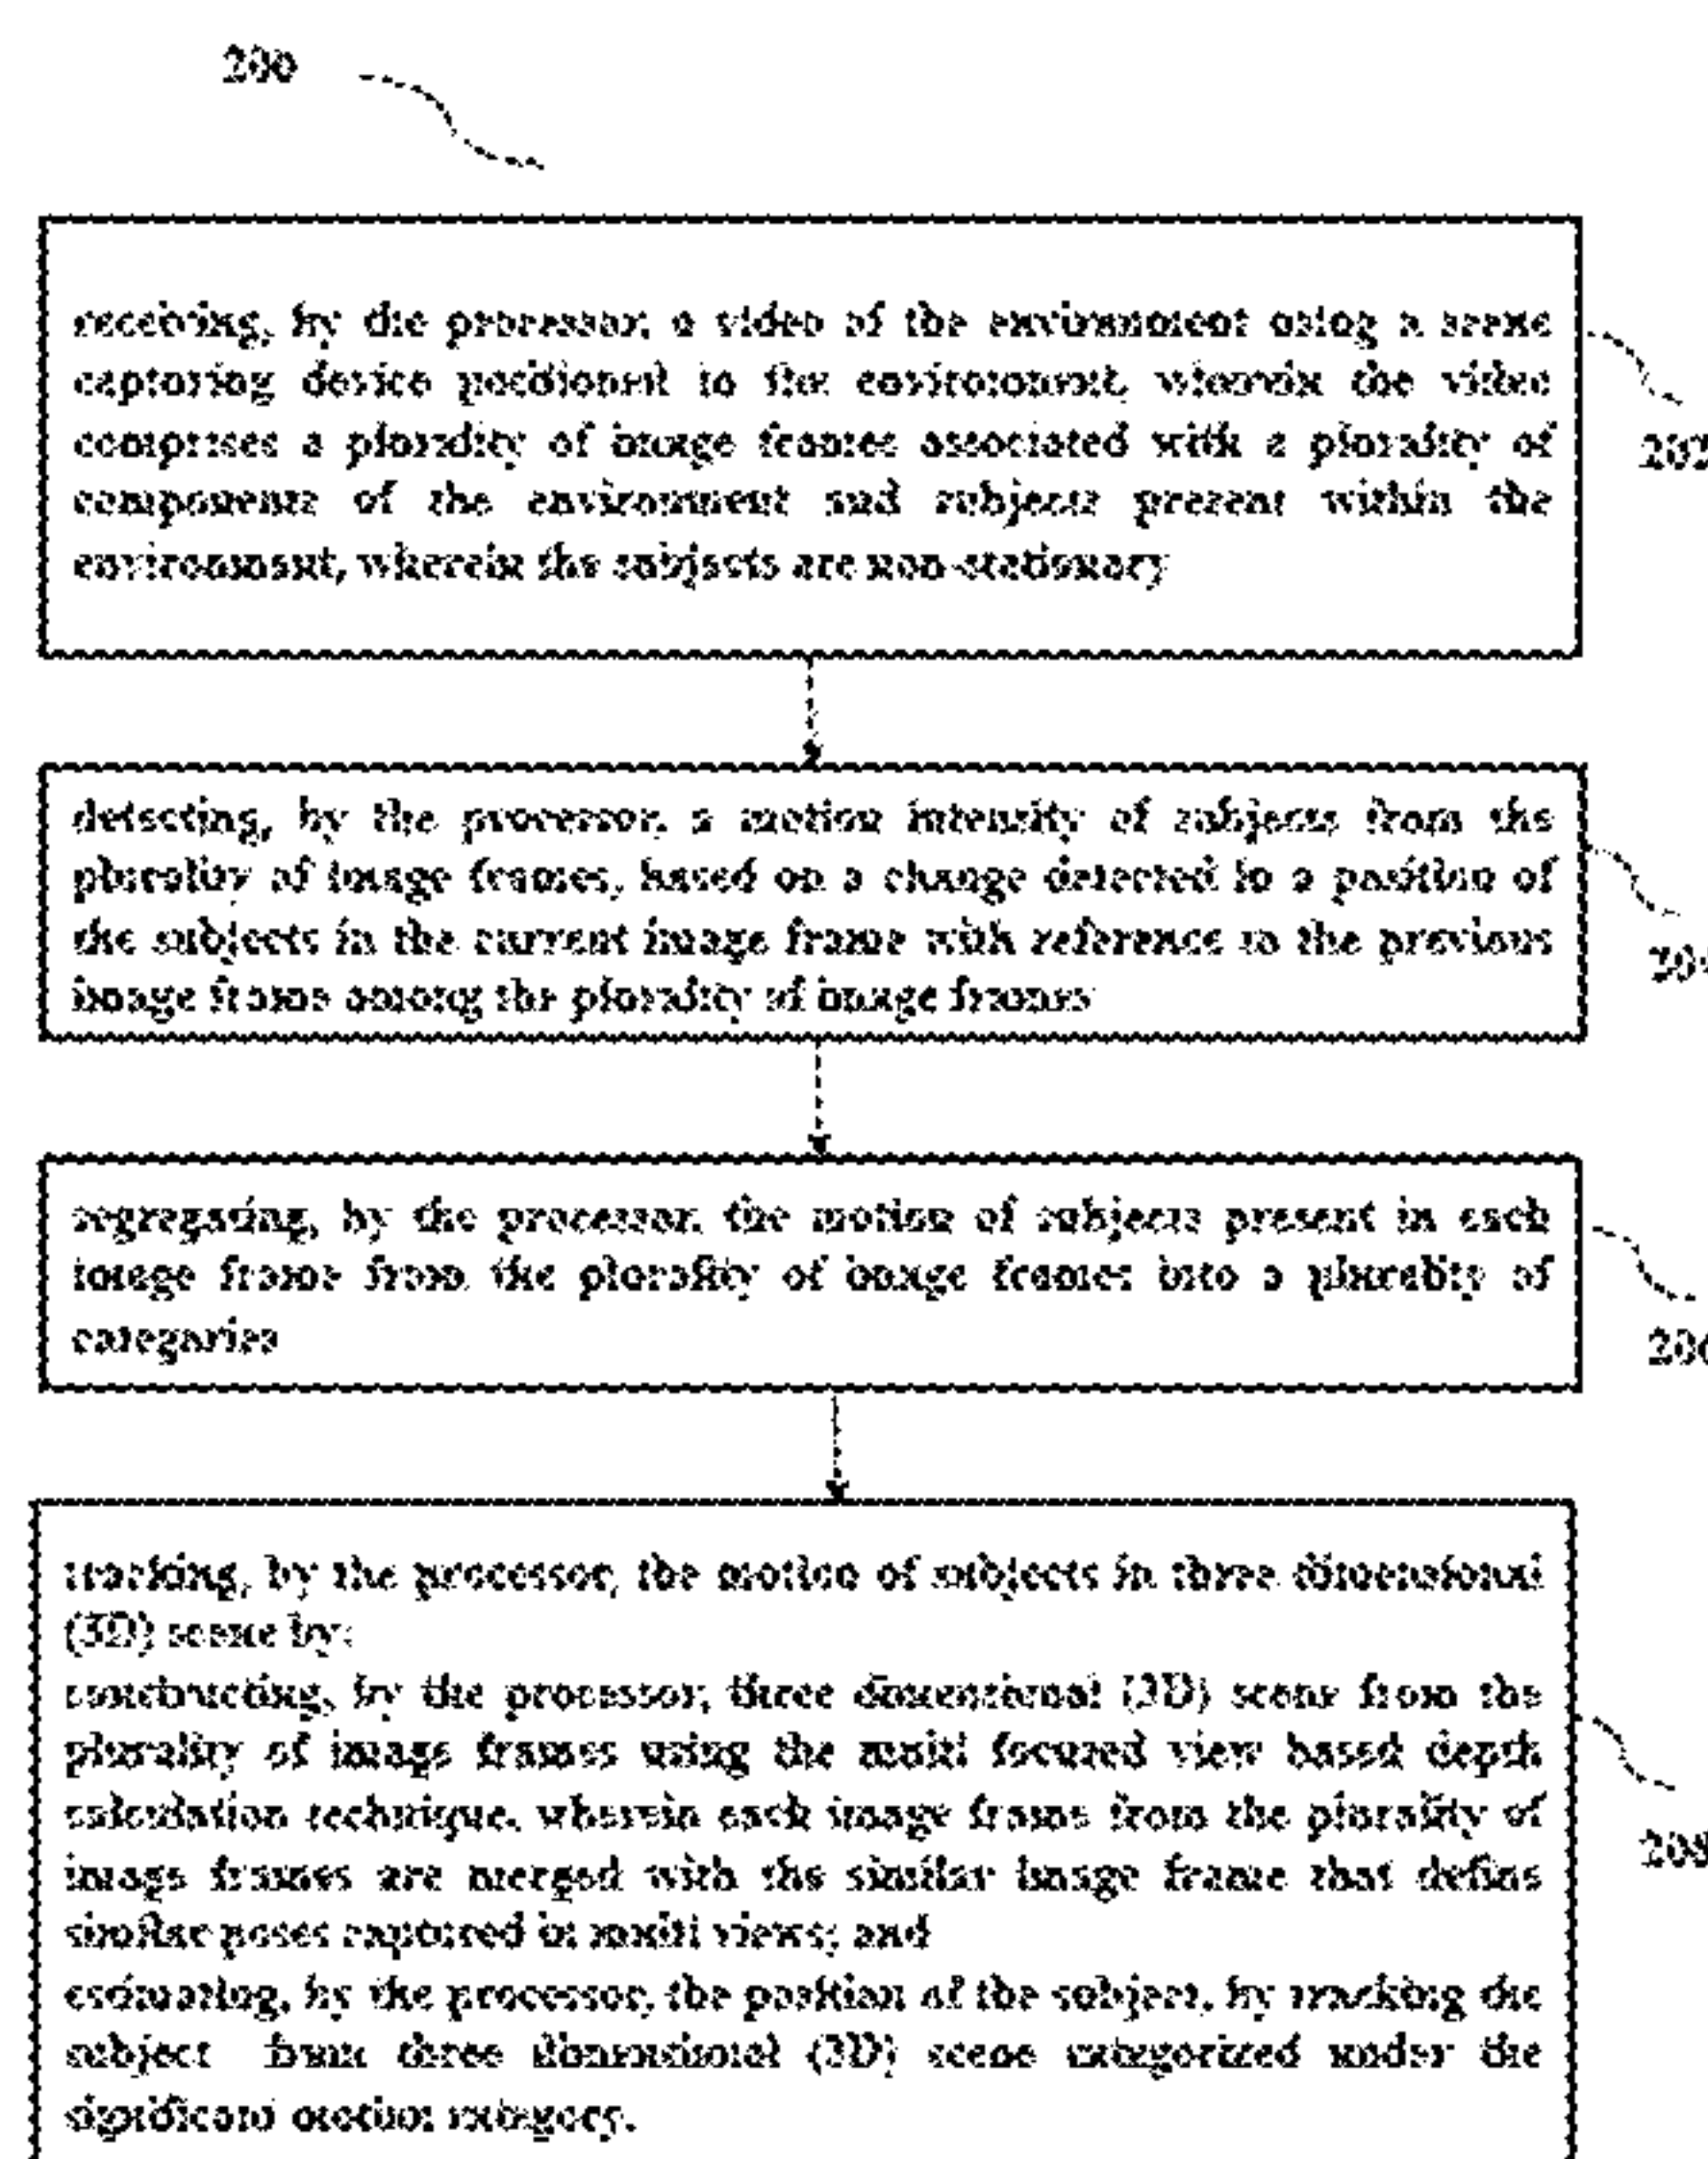 200
receiving, by the processor, a video of the environment using a scene
capturing device positioned in the environment, wherein the video
comprises a plurality of image frames associated with a plurality of
components of the environment and subjects present within the
environment, wherein the subjects are non-stationary
202
detecting, by the processor, a motion intensity of subjects from the
plurality of image frames, based on a change detected in a position of
the subjects in the current image frame with reference to the previous
image frame among the plurality of image frames
204
segregating, by the processor, the motion of subjects present in each
image frame from the plurality of image frames into a plurality of
categories
206
tracking, by the processor, the motion of subjects in three dimensional
(3D) scene by:
constructing, by the processor, three dimensional (3D) scene from the
plurality of image frames using the multi focused view based depth
calculation technique, wherein each image frame from the plurality of
image frames are merged with the similar image frame that define
similar poses captured in multi views; and
208
estimating, by the processor, the position of the subject, by tracking the
subject from three dimensional (3D) scene categorized under the
significant motion category.